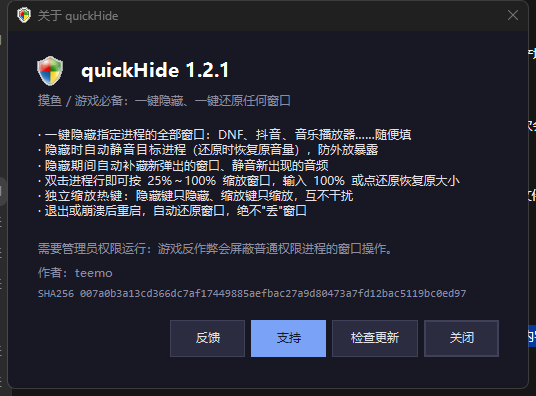 关于 quickHide
quickHide 1.2.1
摸鱼 / 游戏必备：一键隐藏、一键还原任何窗口
· 一键隐藏指定进程的全部窗口：DNF、抖音、音乐播放器……随便填
· 隐藏时自动静音目标进程（还原时恢复原音量），防外放暴露
· 隐藏期间自动补藏新弹出的窗口、静音新出现的音频
· 双击进程行即可按 25%～100% 缩放窗口，输入 100% 或点还原恢复原大小
· 独立缩放热键：隐藏键只隐藏、缩放键只缩放，互不干扰
· 退出或崩溃后重启，自动还原窗口，绝不"丢"窗口
需要管理员权限运行：游戏反作弊会屏蔽普通权限进程的窗口操作。
作者：teemo
SHA256 007a0b3a13cd366dc7af17449885aefbac27a9d80473a7fd12bac5119bc0ed97
反馈
支持
检查更新
关闭